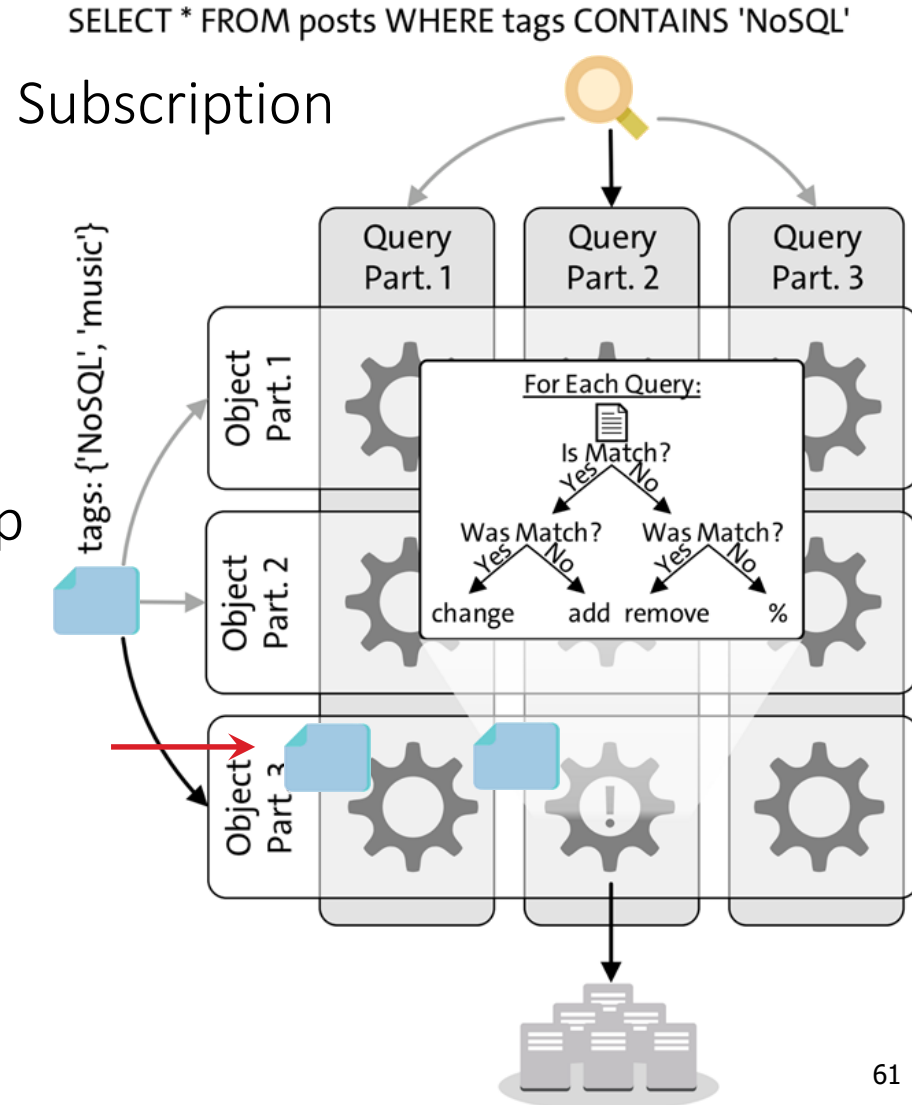 SELECT * FROM posts WHERE tags CONTAINS 'NoSQL'
Subscription
tags: {'NoSQL', 'music'}
Query
Part. 1
Query
Part. 2
Query
Part. 3
Object
Part. 1
For Each Query:
Is Match?
Yes No
Was Match? Was Match?
Yes No Yes No
change add remove %
p
Object
Part. 2
Object
Part. 3
!
61